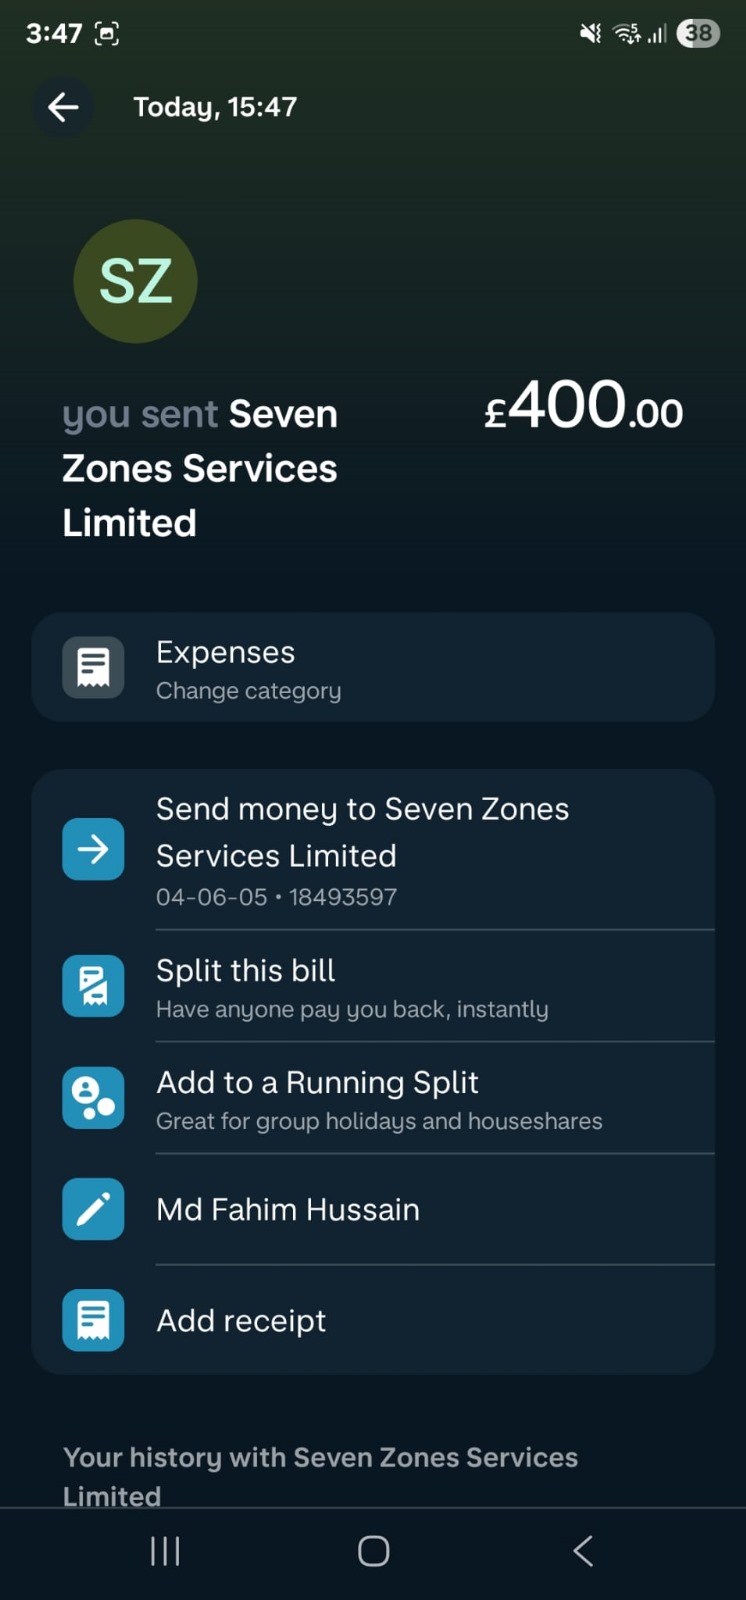 3:47
38
Today, 15:47
SZ
you sent Seven
Zones Services
Limited
£400.00
Expenses
Change category
Send money to Seven Zones
Services Limited
04-06-05 • 18493597
Split this bill
Have anyone pay you back, instantly
Add to a Running Split
Great for group holidays and houseshares
Md Fahim Hussain
Add receipt
Your history with Seven Zones Services
Limited